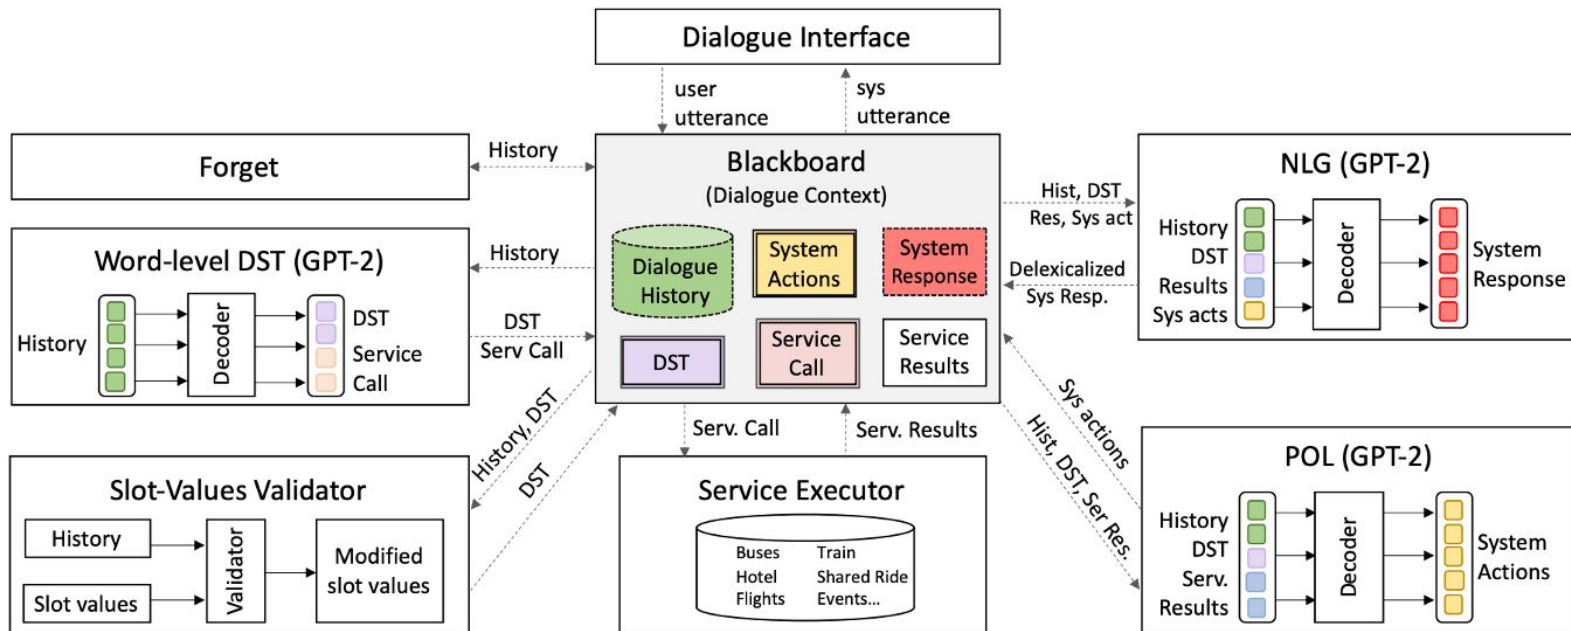 Dialogue Interface
user
utterance
sys
utterance
Forget
History
Blackboard
(Dialogue Context)
Dialogue
History
System
Actions
System
Response
DST
Service
Call
Service
Results
Word-level DST (GPT-2)
History
Decoder
DST
Service
Call
History
DST
Serv Call
Slot-Values Validator
History
Slot values
Validator
Modified
slot values
History, DST
DST
Serv. Call
Serv. Results
Service Executor
Buses Train
Hotel Shared Ride
Flights Events...
Hist, DST
Res, Sys act
Delexicalized
Sys Resp.
NLG (GPT-2)
History
DST
Results
Sys acts
Decoder
System
Response
Sys actions
Hist, DST, Ser Res.
POL (GPT-2)
History
DST
Serv.
Results
Decoder
System
Actions